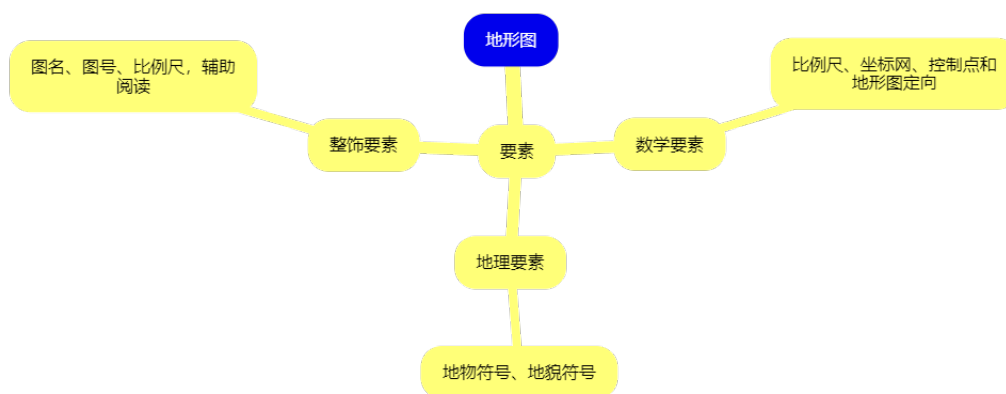 地形图
图名、图号、比例尺，辅助
阅读
比例尺、坐标网、控制点和
地形图定向
整饰要素
要素
数学要素
地理要素
地物符号、地貌符号